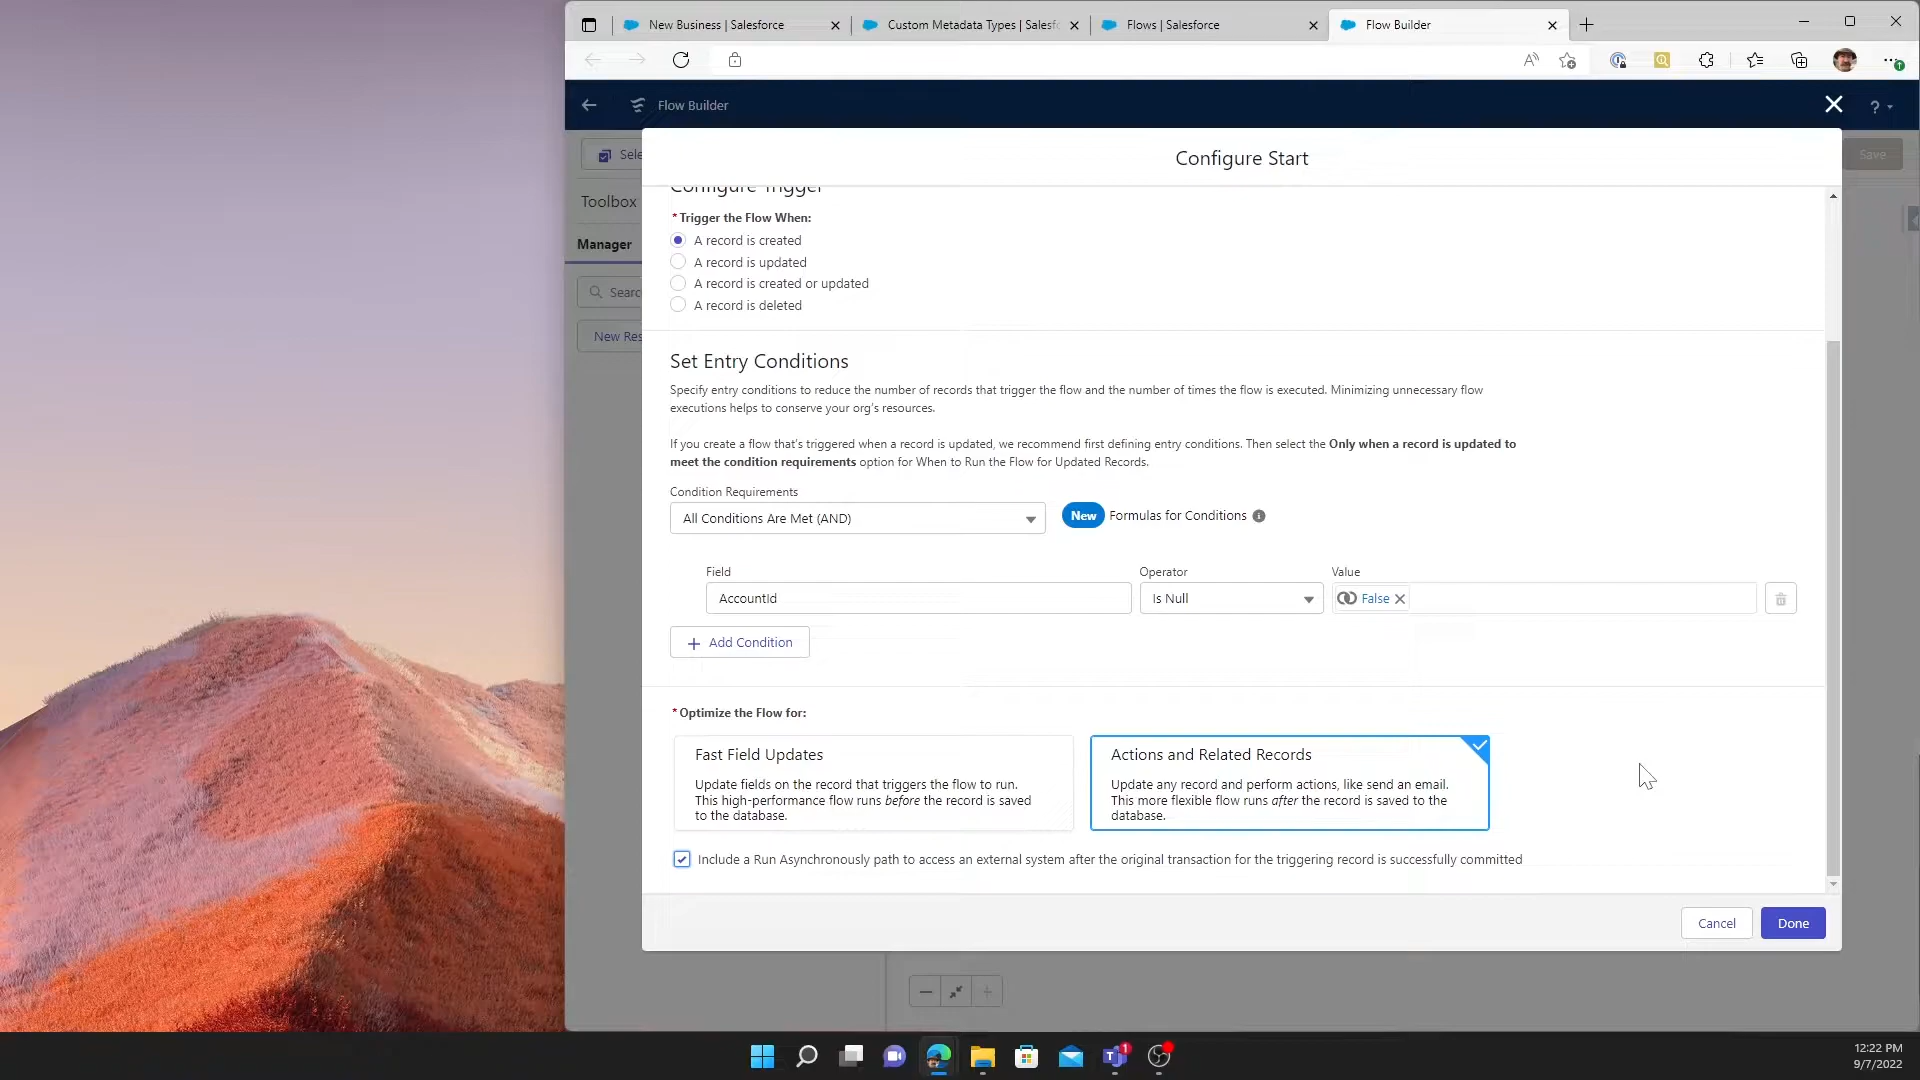 New Business | Salesforce
Custom Metadata Types | Salesf
Flows | Salesforce
Flow Builder
Flow Builder
?
Sele
Save
Configure Start
Toolbox
Configure Trigger
* Trigger the Flow When:
A record is created
Manager
A record is updated
A record is created or updated
Searc
A record is deleted
New Res
Set Entry Conditions
Specify entry conditions to reduce the number of records that trigger the flow and the number of times the flow is executed. Minimizing unnecessary flow
executions helps to conserve your org's resources.
If you create a flow that's triggered when a record is updated, we recommend first defining entry conditions. Then select the Only when a record is updated to
meet the condition requirements option for When to Run the Flow for Updated Records.
Condition Requirements
All Conditions Are Met (AND)
New Formulas for Conditions
Field
Operator
Value
AccountId
Is Null
False
Add Condition
* Optimize the Flow for:
Fast Field Updates
Update fields on the record that triggers the flow to run.
This high-performance flow runs before the record is saved
to the database.
Actions and Related Records
Update any record and perform actions, like send an email.
This more flexible flow runs after the record is saved to the
database.
Include a Run Asynchronously path to access an external system after the original transaction for the triggering record is successfully committed
Cancel
Done
1
12:22 PM
9/7/2022